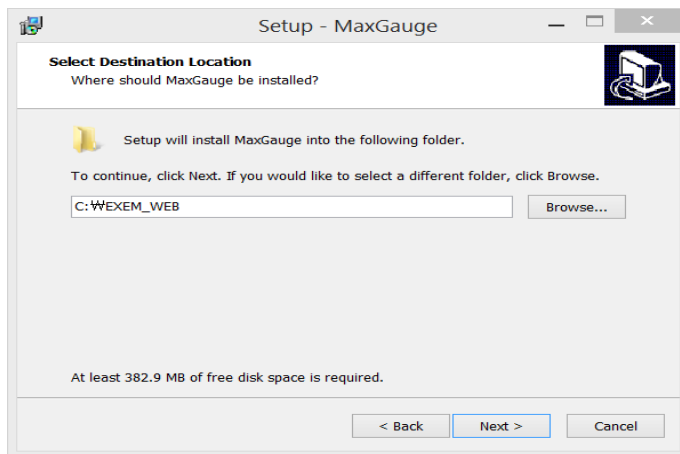 Setup - MaxGauge
Select Destination Location
Where should MaxGauge be installed?
Setup will install MaxGauge into the following folder.
To continue, click Next. If you would like to select a different folder, click Browse.
C:₩EXEM_WEB
Browse...
At least 382.9 MB of free disk space is required.
< Back
Next >
Cancel